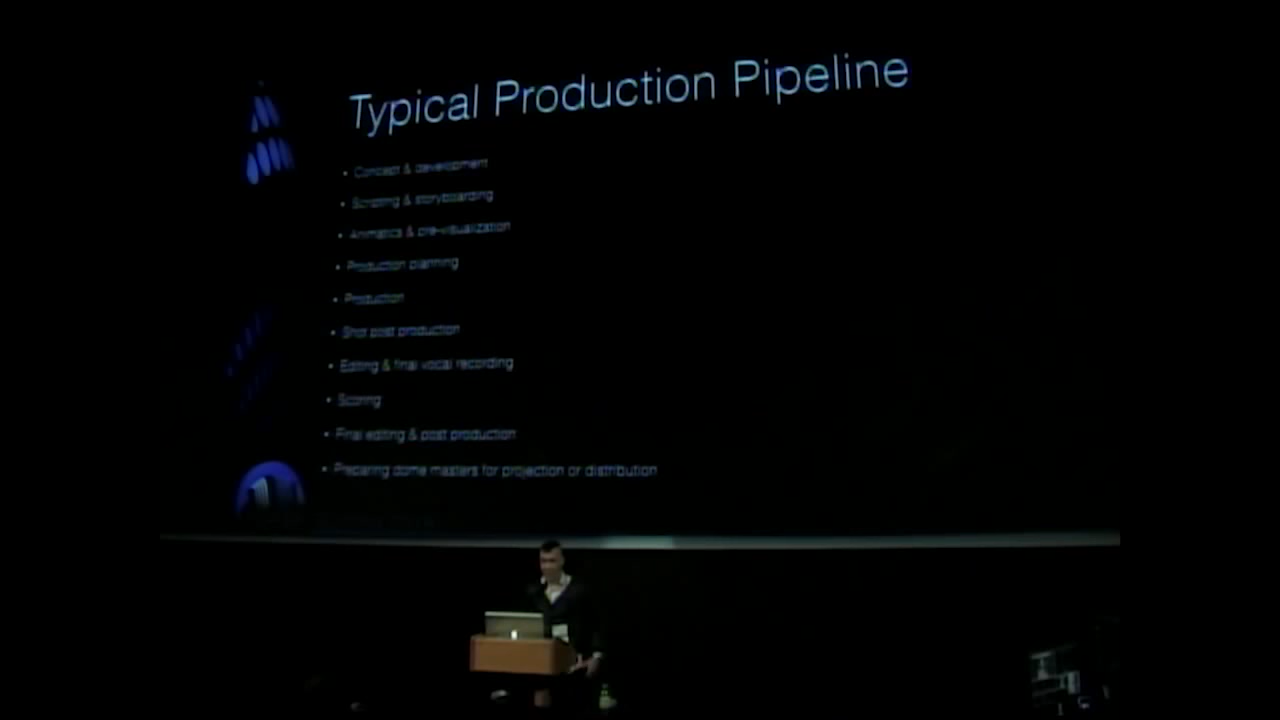 Typical Production Pipeline
• Concept & development
• Scripting & storyboarding
• Animatics & pre-visualization
• Production planning
• Production
• Shot post production
• Editing & final vocal recording
• Scoring
• Final editing & post production
• Preparing dome masters for projection or distribution